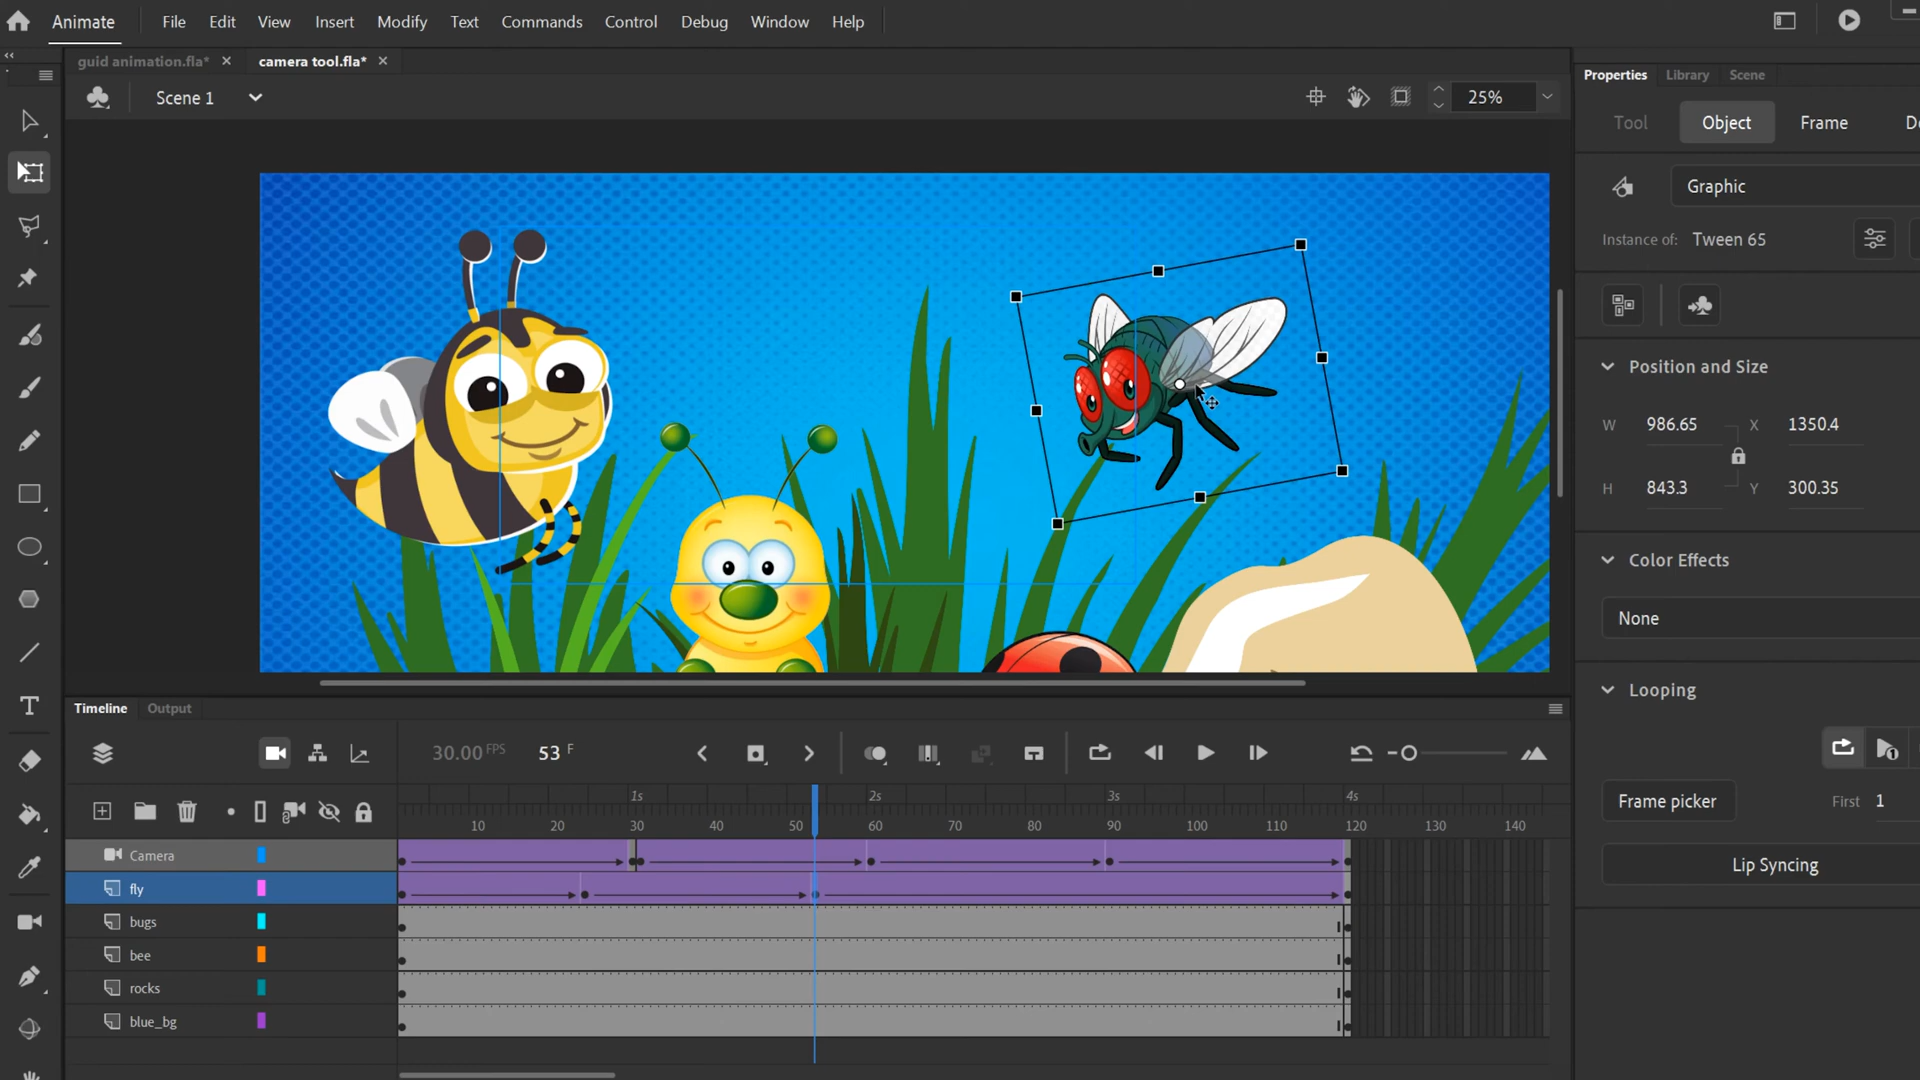 Animate File Edit View Insert Modify Text Commands Control Debug Window Help
guid animation.fla* camera tool.fla*
Properties Library Scene
Scene 1 25%
Tool Object Frame
Graphic
Instance of: Tween 65
Position and Size
W 986.65 X 1350.4
H 843.3 Y 300.35
Color Effects
None
Looping
Frame picker First 1
Lip Syncing
Timeline Output
30.00 FPS 53 F
1s 2s 3s 4s
10 20 30 40 50 60 70 80 90 100 110 120 130 140
Camera
fly
bugs
bee
rocks
blue_bg